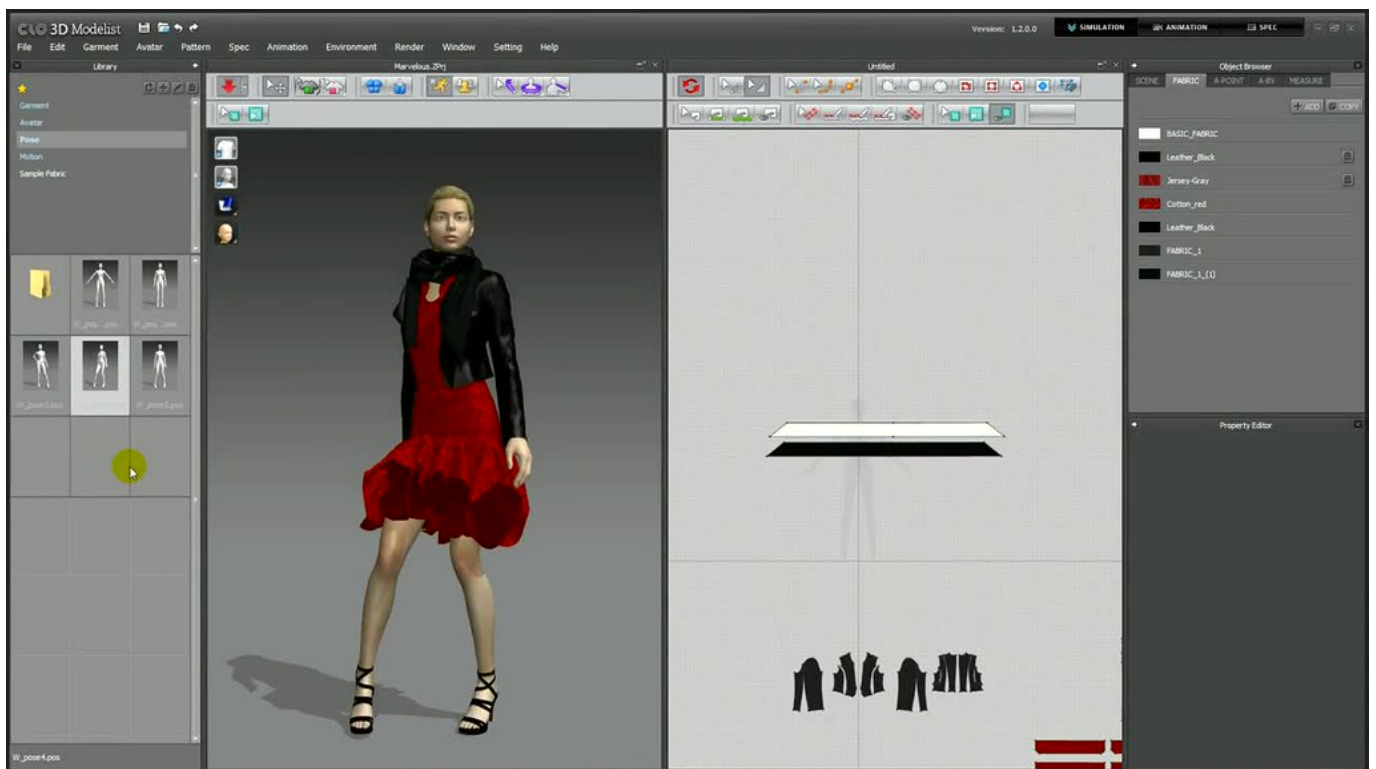 CLO 3D Modelist
Version: 1.2.0.0
SIMULATION
ANIMATION
SPEC
File Edit Garment Avatar Pattern Spec Animation Environment Render Window Setting Help
Library
Marvelous.ZPrj
Untitled
Object Browser
SCENE FABRIC A-POINT MEASURE
+ ADD COPY
Garment
Avatar
Pose
Motion
Sample Fabric
BASIC_FABRIC
Leather_Black
Jersey-Gray
Cotton_red
Leather_Black
FABRIC_1
FABRIC_1_(1)
W_pose5.pos
Property Editor
W_pose4.pos